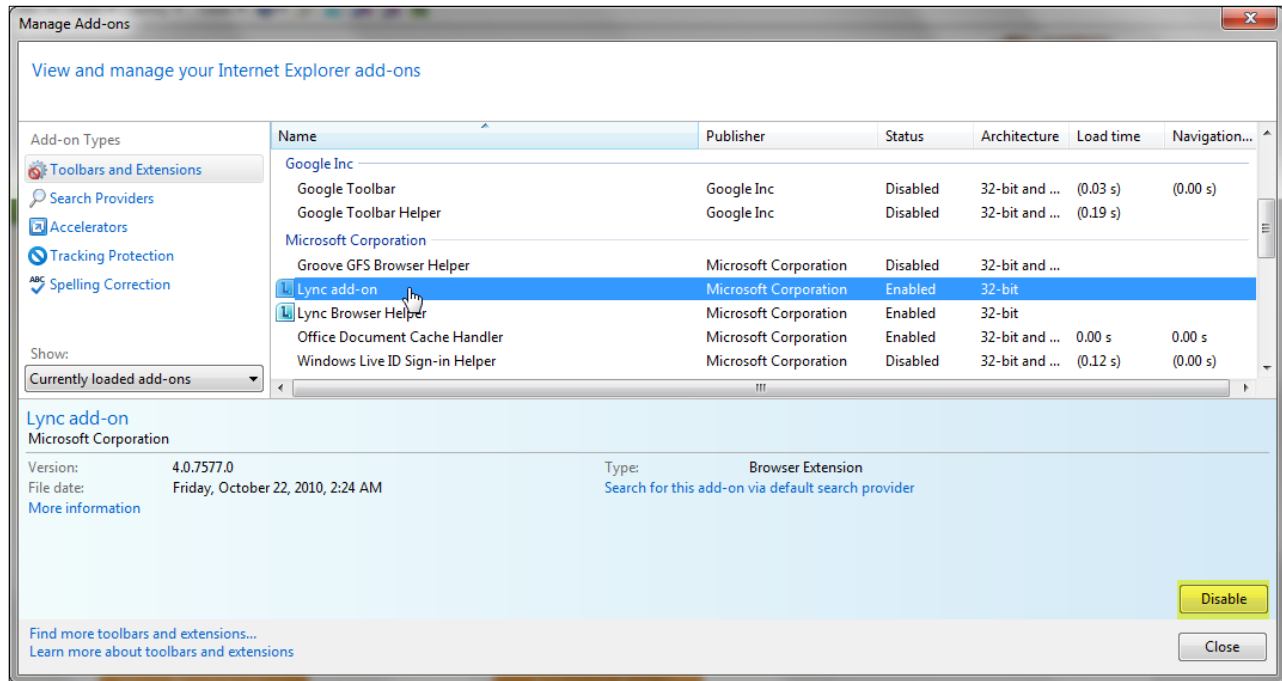 Manage Add-ons
View and manage your Internet Explorer add-ons
Add-on Types
Toolbars and Extensions
Search Providers
Accelerators
Tracking Protection
ABC Spelling Correction
Show:
Currently loaded add-ons
Name Publisher Status Architecture Load time Navigation...
Google Inc
Google Toolbar Google Inc Disabled 32-bit and ... (0.03 s) (0.00 s)
Google Toolbar Helper Google Inc Disabled 32-bit and ... (0.19 s)
Microsoft Corporation
Groove GFS Browser Helper Microsoft Corporation Disabled 32-bit and ...
Lync add-on Microsoft Corporation Enabled 32-bit
Lync Browser Helper Microsoft Corporation Enabled 32-bit
Office Document Cache Handler Microsoft Corporation Enabled 32-bit and ... 0.00 s 0.00 s
Windows Live ID Sign-in Helper Microsoft Corporation Disabled 32-bit and ... (0.12 s) (0.00 s)
Lync add-on
Microsoft Corporation
Version: 4.0.7577.0
File date: Friday, October 22, 2010, 2:24 AM
More information
Type: Browser Extension
Search for this add-on via default search provider
Disable
Find more toolbars and extensions...
Learn more about toolbars and extensions
Close